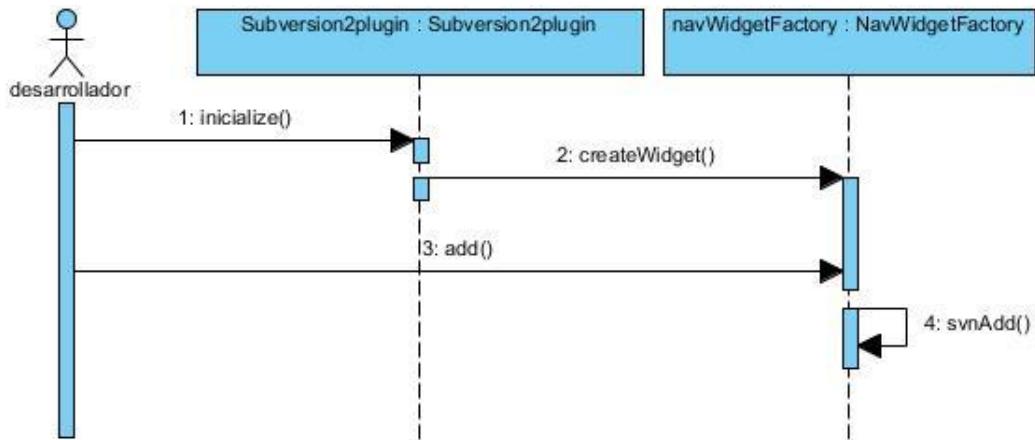 Subversion2plugin : Subversion2plugin
navWidgetFactory : NavWidgetFactory
desarrollador
1: inicialize()
2: createWidget()
3: add()
4: svnAdd()